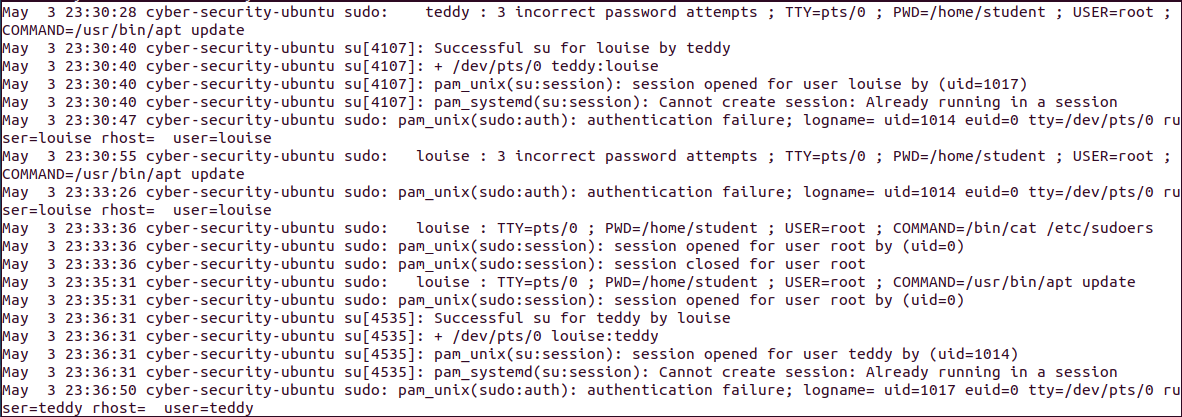 May  3 23:30:28 cyber-security-ubuntu sudo:    teddy : 3 incorrect password attempts ; TTY=pts/0 ; PWD=/home/student ; USER=root ;
COMMAND=/usr/bin/apt update
May  3 23:30:40 cyber-security-ubuntu su[4107]: Successful su for louise by teddy
May  3 23:30:40 cyber-security-ubuntu su[4107]: + /dev/pts/0 teddy:louise
May  3 23:30:40 cyber-security-ubuntu su[4107]: pam_unix(su:session): session opened for user louise by (uid=1017)
May  3 23:30:40 cyber-security-ubuntu su[4107]: pam_systemd(su:session): Cannot create session: Already running in a session
May  3 23:30:47 cyber-security-ubuntu sudo: pam_unix(sudo:auth): authentication failure; logname= uid=1014 euid=0 tty=/dev/pts/0 ru
ser=louise rhost=  user=louise
May  3 23:30:55 cyber-security-ubuntu sudo:   louise : 3 incorrect password attempts ; TTY=pts/0 ; PWD=/home/student ; USER=root ;
COMMAND=/usr/bin/apt update
May  3 23:33:26 cyber-security-ubuntu sudo: pam_unix(sudo:auth): authentication failure; logname= uid=1014 euid=0 tty=/dev/pts/0 ru
ser=louise rhost=  user=louise
May  3 23:33:36 cyber-security-ubuntu sudo:   louise : TTY=pts/0 ; PWD=/home/student ; USER=root ; COMMAND=/bin/cat /etc/sudoers
May  3 23:33:36 cyber-security-ubuntu sudo: pam_unix(sudo:session): session opened for user root by (uid=0)
May  3 23:33:36 cyber-security-ubuntu sudo: pam_unix(sudo:session): session closed for user root
May  3 23:35:31 cyber-security-ubuntu sudo:   louise : TTY=pts/0 ; PWD=/home/student ; USER=root ; COMMAND=/usr/bin/apt update
May  3 23:35:31 cyber-security-ubuntu sudo: pam_unix(sudo:session): session opened for user root by (uid=0)
May  3 23:36:31 cyber-security-ubuntu su[4535]: Successful su for teddy by louise
May  3 23:36:31 cyber-security-ubuntu su[4535]: + /dev/pts/0 louise:teddy
May  3 23:36:31 cyber-security-ubuntu su[4535]: pam_unix(su:session): session opened for user teddy by (uid=1014)
May  3 23:36:31 cyber-security-ubuntu su[4535]: pam_systemd(su:session): Cannot create session: Already running in a session
May  3 23:36:50 cyber-security-ubuntu sudo: pam_unix(sudo:auth): authentication failure; logname= uid=1017 euid=0 tty=/dev/pts/0 ru
ser=teddy rhost=  user=teddy